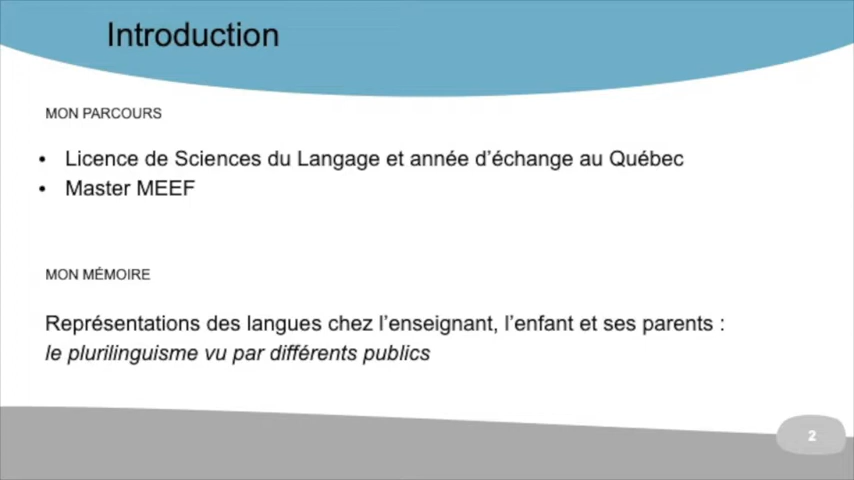 Introduction
MON PARCOURS
• Licence de Sciences du Langage et année d'échange au Québec
• Master MEEF
MON MÉMOIRE
Représentations des langues chez l'enseignant, l'enfant et ses parents :
le plurilinguisme vu par différents publics
2